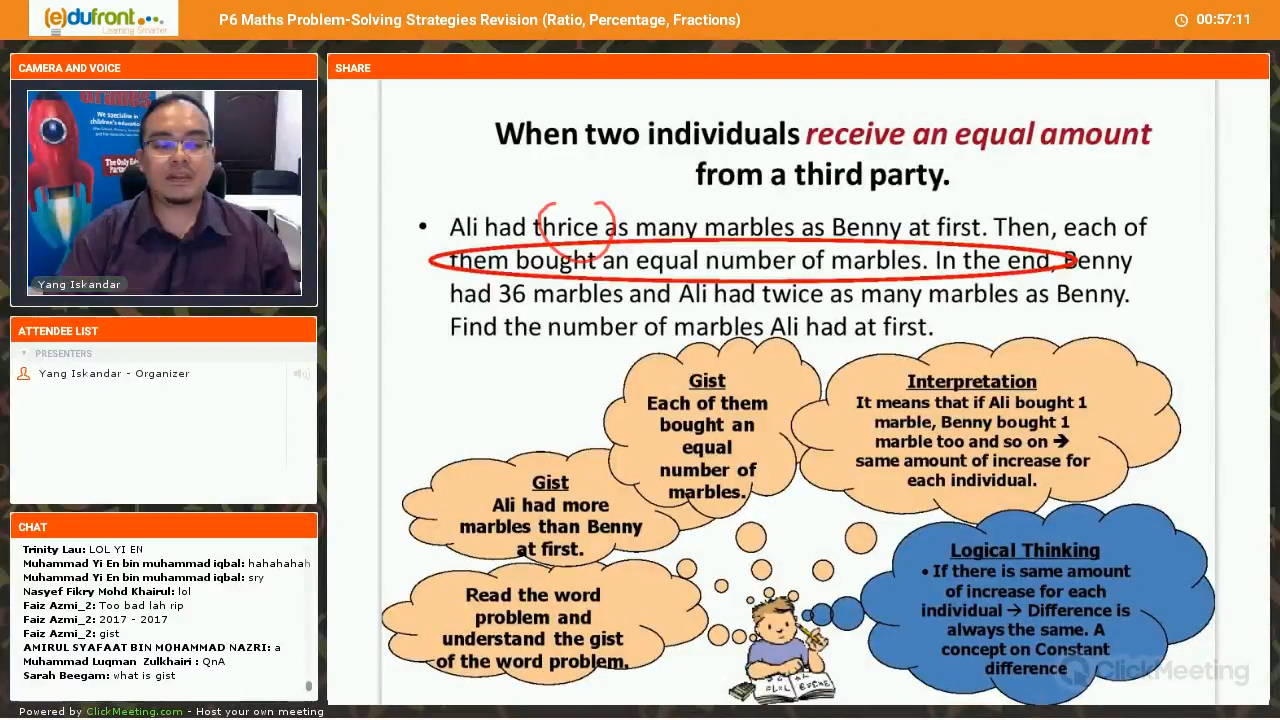 (e)dufront
Learning Smarter
P6 Maths Problem-Solving Strategies Revision (Ratio, Percentage, Fractions)
00:57:11
CAMERA AND VOICE
We specialise in
children's education
The Only Ed
Yang Iskandar
ATTENDEE LIST
PRESENTERS
Yang Iskandar - Organizer
CHAT
Trinity Lau: LOL YI EN
Muhammad Yi En bin muhammad iqbal: hahahahah
Muhammad Yi En bin muhammad iqbal: sry
Nasyef Fikry Mohd Khairul: lol
Faiz Azmi_2: Too bad lah rip
Faiz Azmi_2: 2017 - 2017
Faiz Azmi_2: gist
AMIRUL SYAFAAT BIN MOHAMMAD NAZRI: a
Muhammad Luqman Zulkhairi : QnA
Sarah Beegam: what is gist
Powered by ClickMeeting.com - Host your own meeting
SHARE
When two individuals receive an equal amount
from a third party.
• Ali had thrice as many marbles as Benny at first. Then, each of
them bought an equal number of marbles. In the end, Benny
had 36 marbles and Ali had twice as many marbles as Benny.
Find the number of marbles Ali had at first.
Gist
Each of them
bought an
equal
number of
marbles.
Interpretation
It means that if Ali bought 1
marble, Benny bought 1
marble too and so on ➔
same amount of increase for
each individual.
Gist
Ali had more
marbles than Benny
at first.
Read the word
problem and
understand the gist
of the word problem.
Logical Thinking
• If there is same amount
of increase for each
individual → Difference is
always the same. A
concept on Constant
difference
ClickMeeting